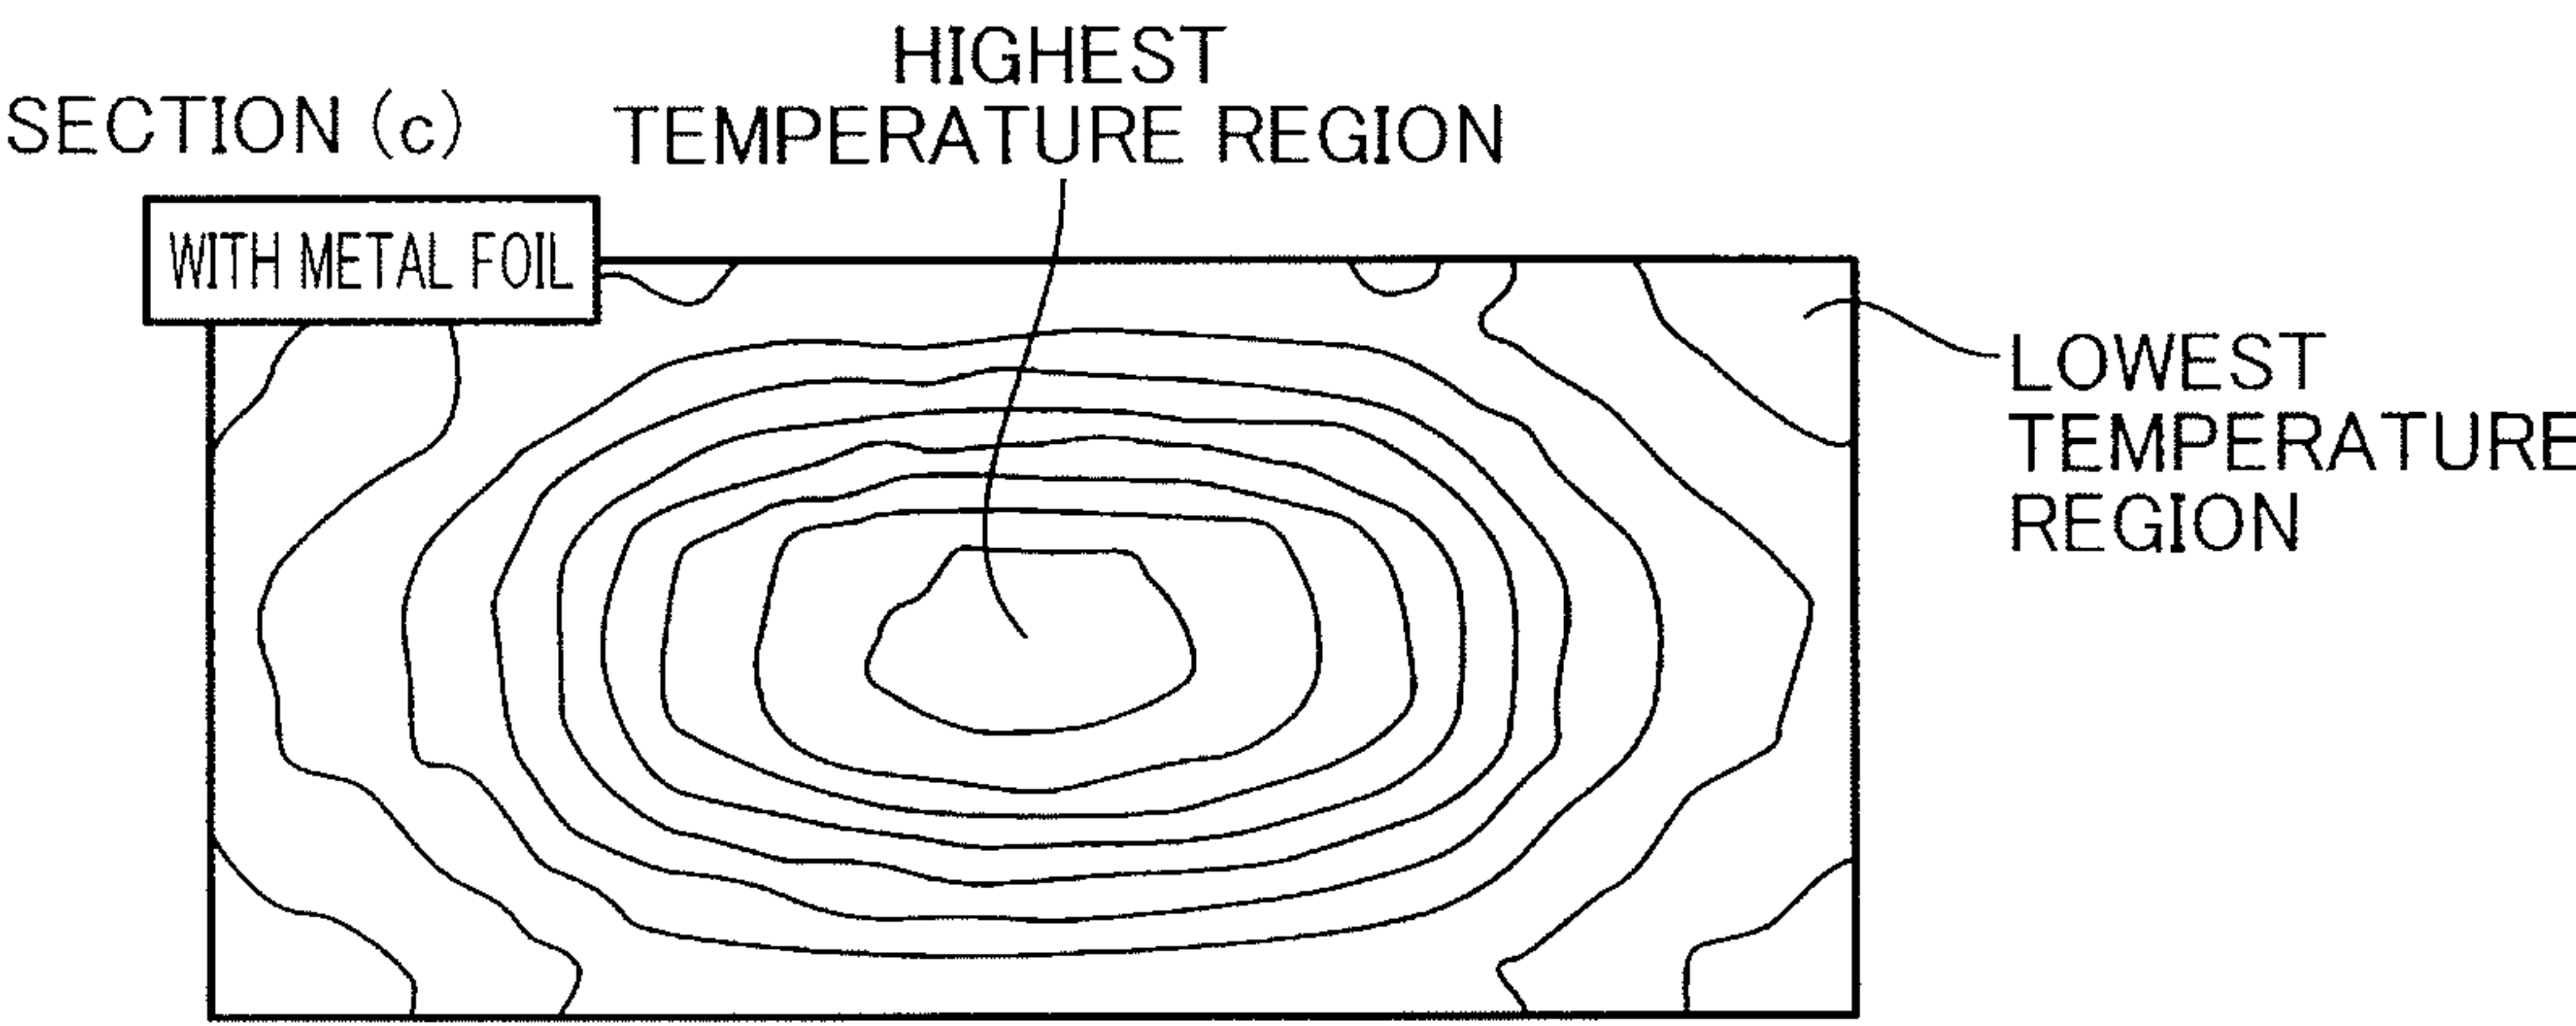 HIGHEST
TEMPERATURE REGION
SECTION (c)
WITH METAL FOIL
LOWEST
TEMPERATURE
REGION